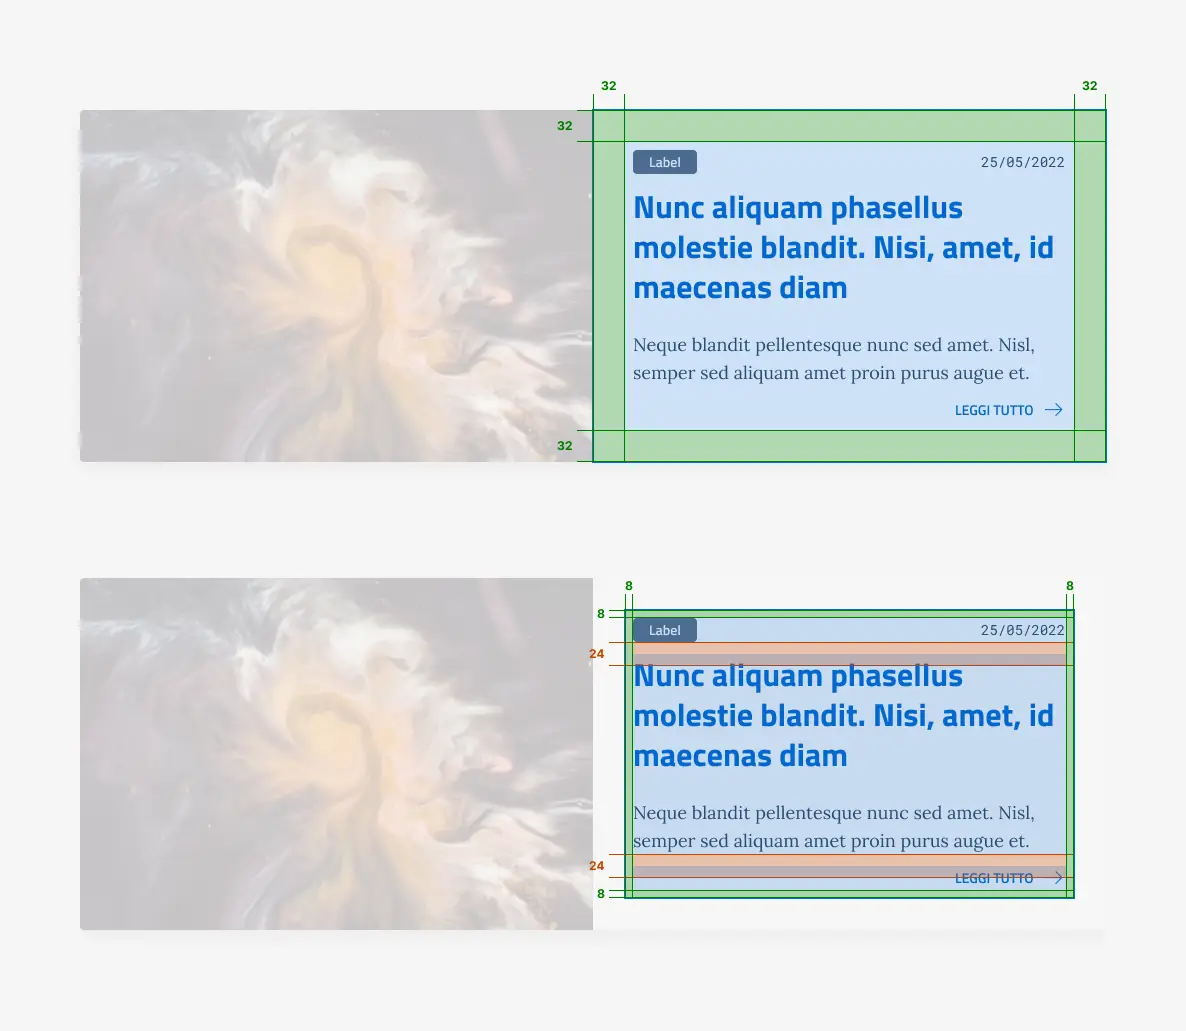 32 32
32
Label 25/05/2022
Nunc aliquam phasellus
molestie blandit. Nisi, amet, id
maecenas diam
Neque blandit pellentesque nunc sed amet. Nisl,
semper sed aliquam amet proin purus augue et.
LEGGI TUTTO
32
8 8
8
Label 25/05/2022
24
Nunc aliquam phasellus
molestie blandit. Nisi, amet, id
maecenas diam
Neque blandit pellentesque nunc sed amet. Nisl,
semper sed aliquam amet proin purus augue et.
24
LEGGI TUTTO
8